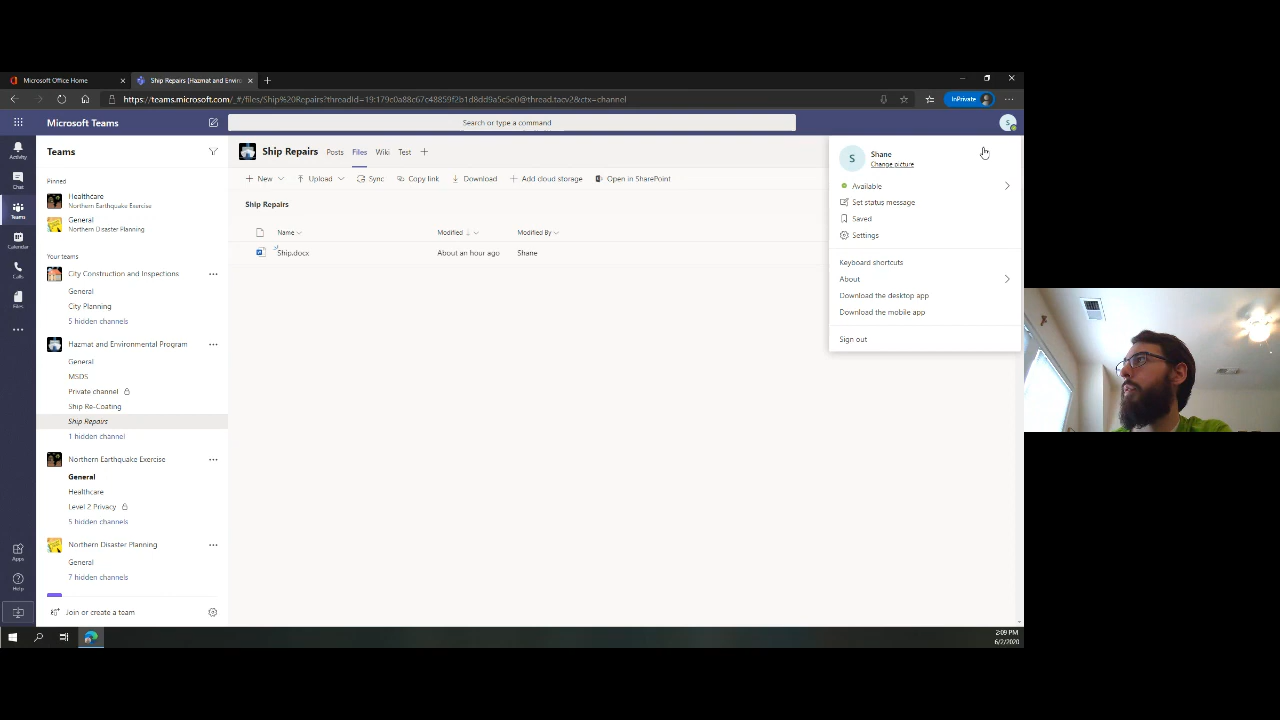 Microsoft Office Home
Ship Repairs (Hazmat and Enviro
https://teams.microsoft.com/_#/files/Ship%20Repairs?threadId=19:179c0a88c67c48859f2b1d8dd9a5c5e0@thread.tacv2&ctx=channel
InPrivate
Microsoft Teams
Search or type a command
S
Activity
Chat
Teams
Calendar
Calls
Files
Apps
Help
Teams
Pinned
Healthcare
Northern Earthquake Exercise
General
Northern Disaster Planning
Your teams
City Construction and Inspections
General
City Planning
5 hidden channels
Hazmat and Environmental Program
General
MSDS
Private channel
Ship Re-Coating
Ship Repairs
1 hidden channel
Northern Earthquake Exercise
General
Healthcare
Level 2 Privacy
5 hidden channels
Northern Disaster Planning
General
7 hidden channels
Join or create a team
Ship Repairs Posts Files Wiki Test
New Upload Sync Copy link Download Add cloud storage Open in SharePoint
Ship Repairs
Name Modified Modified By
Ship.docx About an hour ago Shane
S
Shane
Change picture
Available
Set status message
Saved
Settings
Keyboard shortcuts
About
Download the desktop app
Download the mobile app
Sign out
2:09 PM
6/2/2020